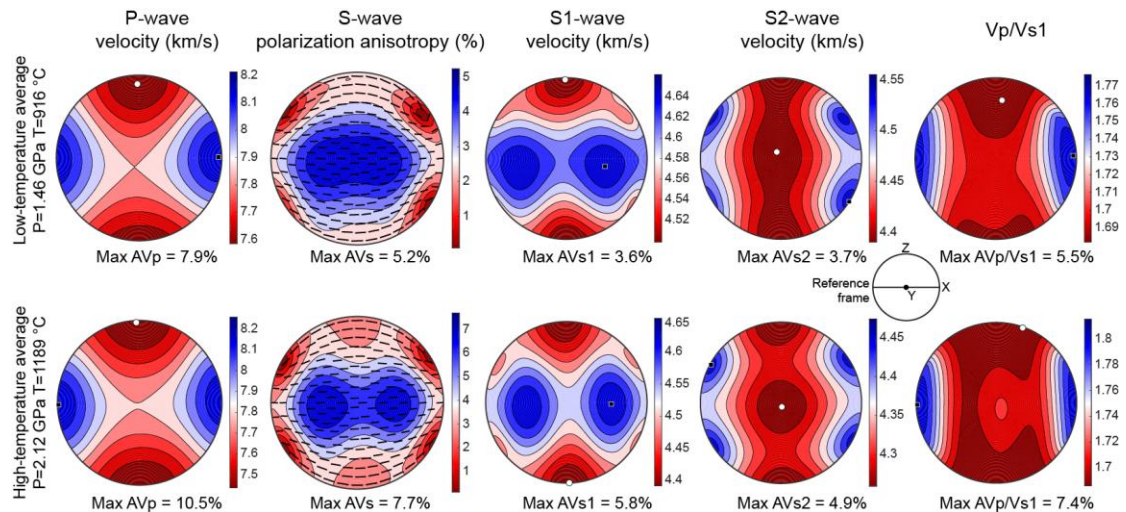 P-wave
velocity (km/s)
S-wave
polarization anisotropy (%)
S1-wave
velocity (km/s)
S2-wave
velocity (km/s)
Vp/Vs1
Low-temperature average
P=1.46 GPa T=916 °C
8.2
8.1
8
7.9
7.8
7.7
7.6
5
4
3
2
1
4.64
4.62
4.6
4.58
4.56
4.54
4.52
4.55
4.5
4.45
4.4
1.77
1.76
1.75
1.74
1.73
1.72
1.71
1.7
1.69
Max AVp = 7.9%
Max AVs = 5.2%
Max AVs1 = 3.6%
Max AVs2 = 3.7%
Max AVp/Vs1 = 5.5%
Reference
frame
Z
X
Y
High-temperature average
P=2.12 GPa T=1189 °C
8.2
8.1
8
7.9
7.8
7.7
7.6
7.5
7
6
5
4
3
2
1
4.65
4.6
4.55
4.5
4.45
4.4
4.45
4.4
4.35
4.3
1.8
1.78
1.76
1.74
1.72
1.7
Max AVp = 10.5%
Max AVs = 7.7%
Max AVs1 = 5.8%
Max AVs2 = 4.9%
Max AVp/Vs1 = 7.4%